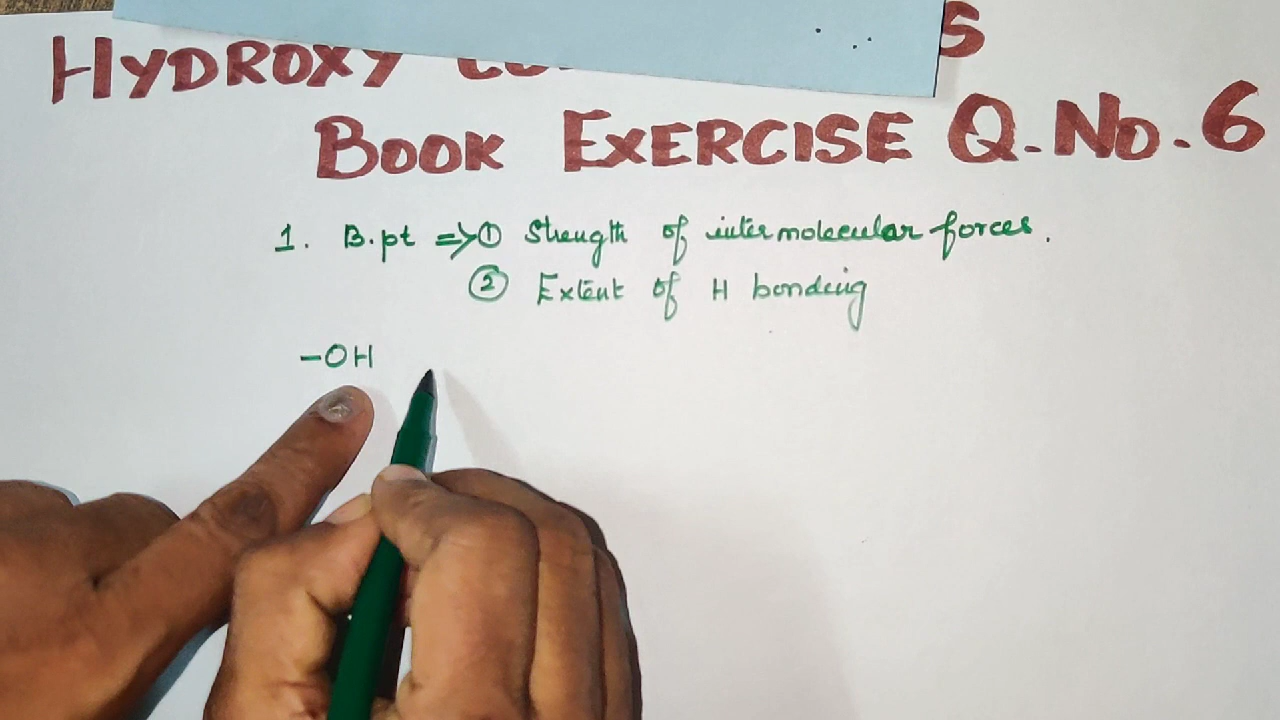 HYDROXY
BOOK EXERCISE Q.No.6
1. B.pt => ① Strength of intermolecular forces.
② Extent of H bonding
-OH